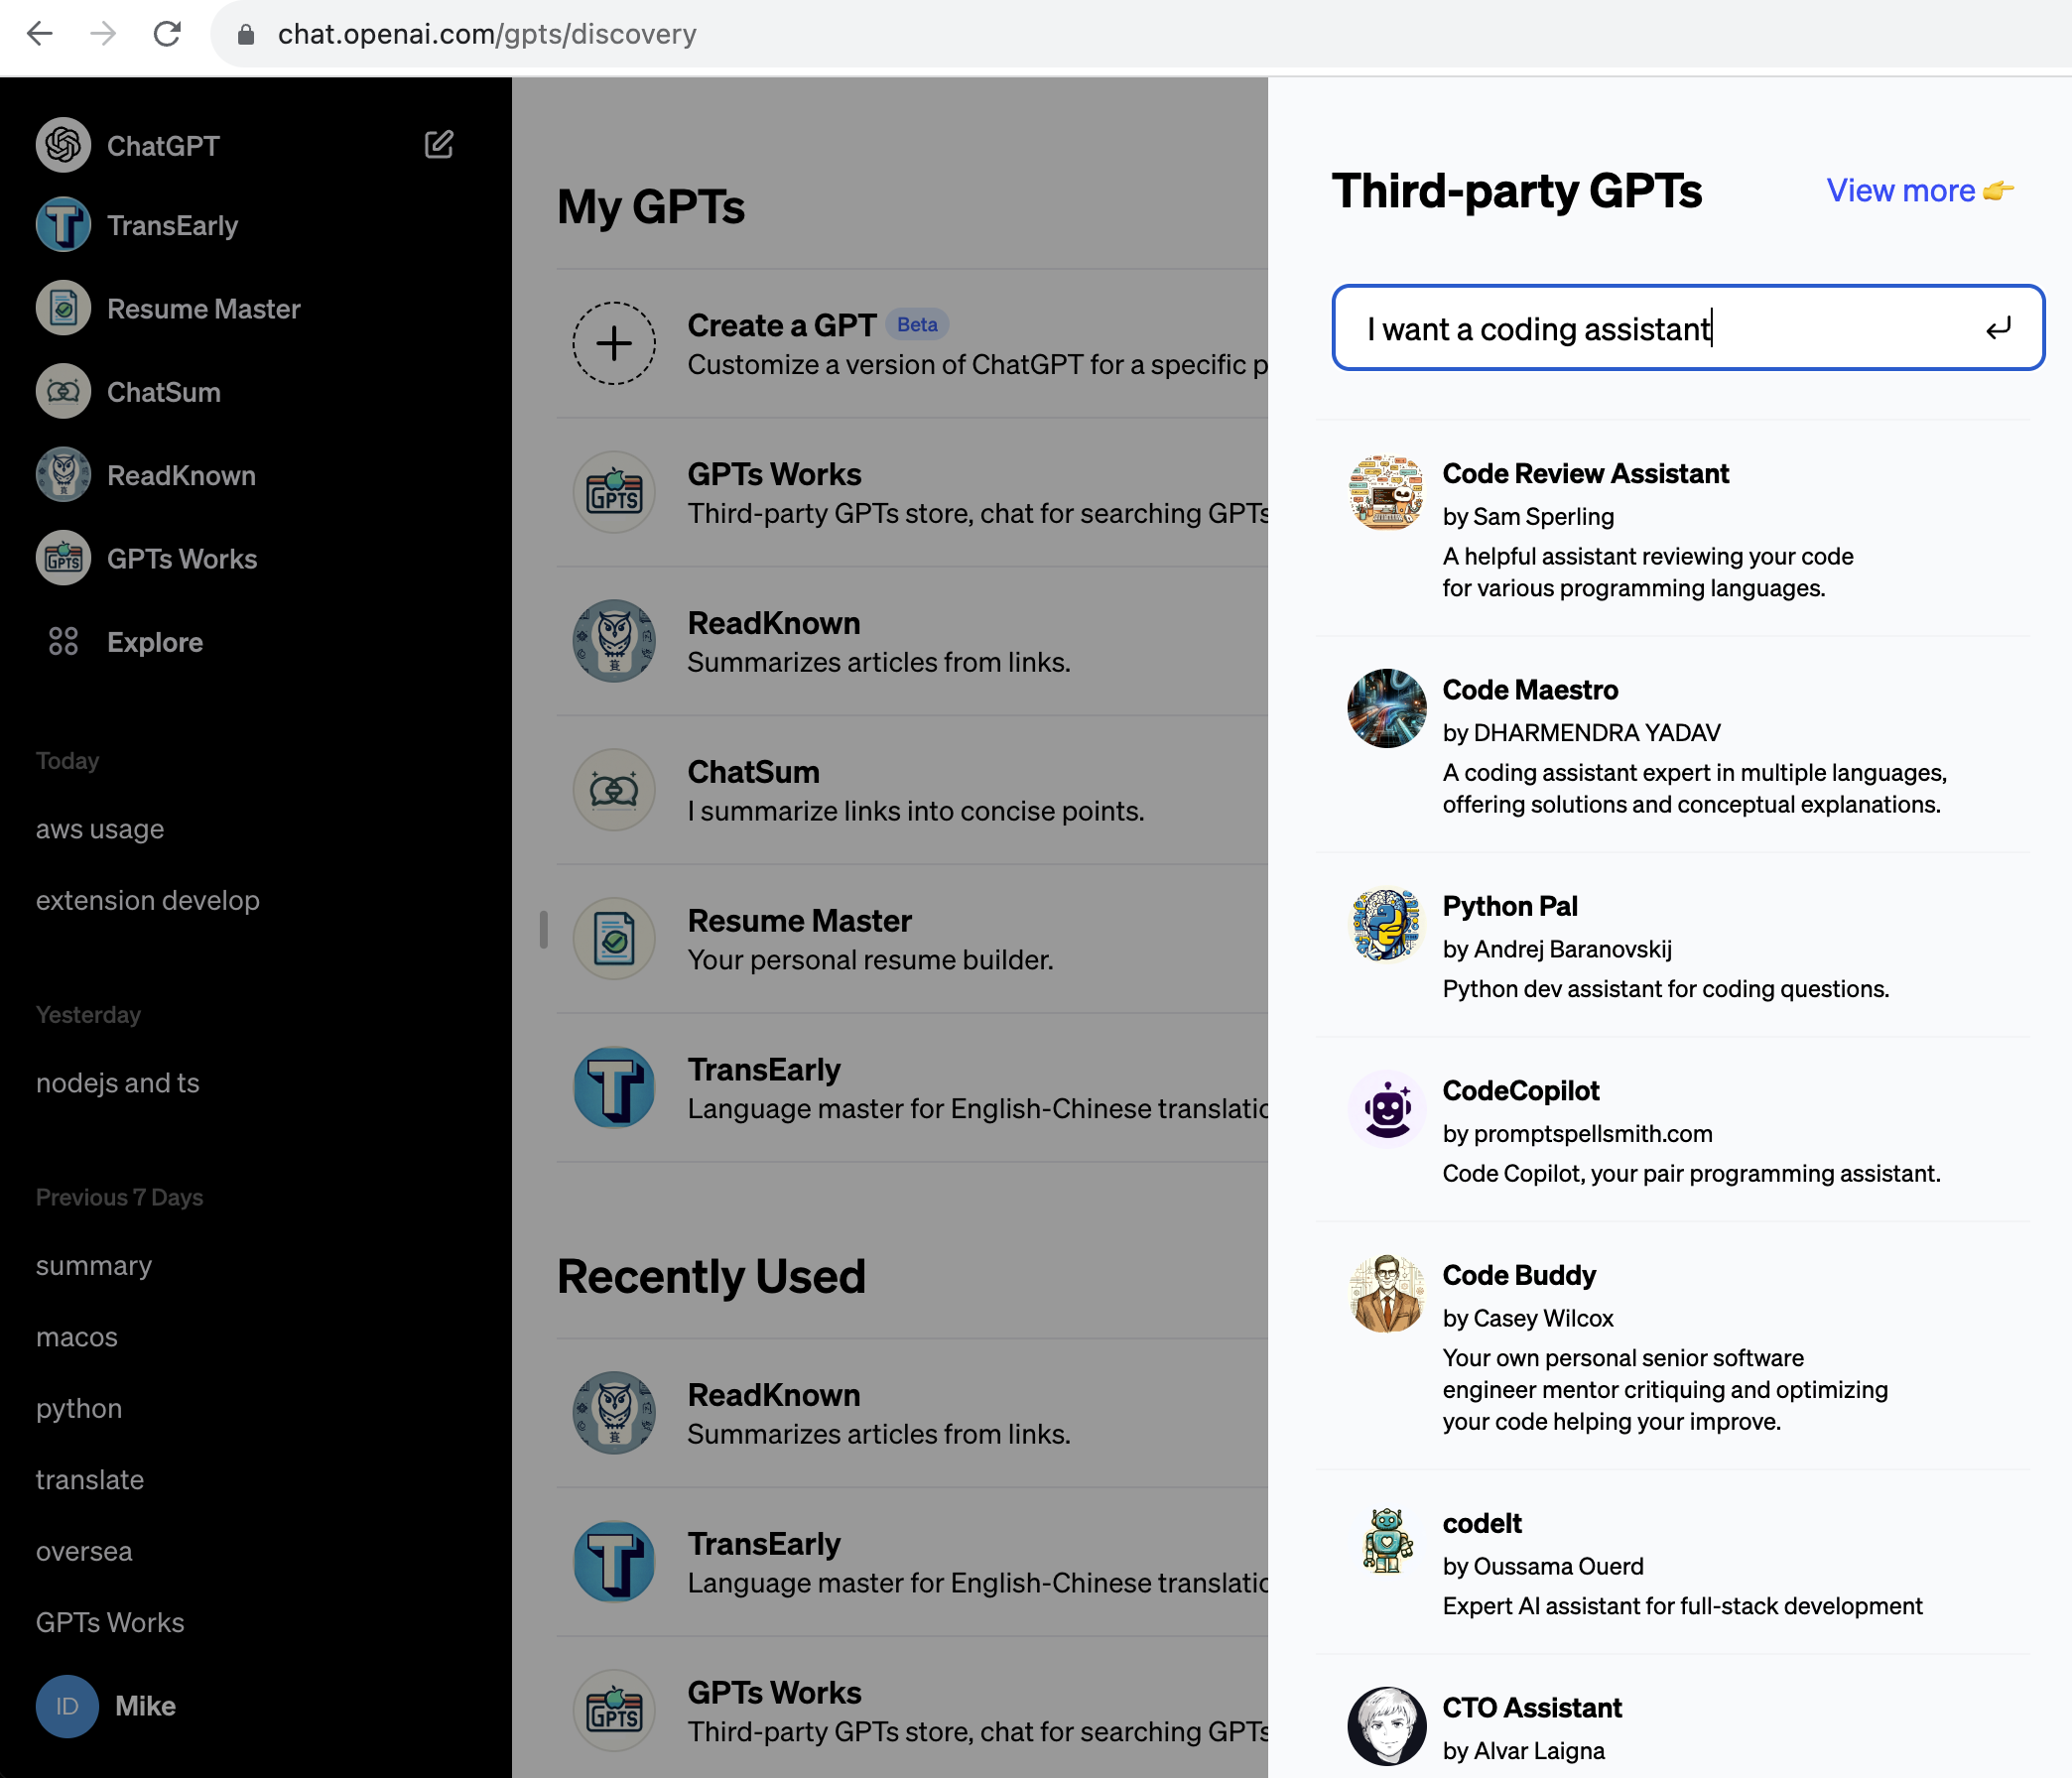 chat.openai.com/gpts/discovery
ChatGPT
TransEarly
Resume Master
ChatSum
ReadKnown
GPTs Works
Explore
Today
aws usage
extension develop
Yesterday
nodejs and ts
Previous 7 Days
summary
macos
python
translate
oversea
GPTs Works
ID
Mike
My GPTs
Create a GPT Beta
Customize a version of ChatGPT for a specific p
GPTS
GPTs Works
Third-party GPTs store, chat for searching GPTs
ReadKnown
Summarizes articles from links.
ChatSum
I summarize links into concise points.
Resume Master
Your personal resume builder.
T
TransEarly
Language master for English-Chinese translatio
Recently Used
ReadKnown
Summarizes articles from links.
T
TransEarly
Language master for English-Chinese translatio
GPTS
GPTs Works
Third-party GPTs store, chat for searching GPTs
Third-party GPTs
View more 👉
I want a coding assistant
Code Review Assistant
by Sam Sperling
A helpful assistant reviewing your code
for various programming languages.
Code Maestro
by DHARMENDRA YADAV
A coding assistant expert in multiple languages,
offering solutions and conceptual explanations.
Python Pal
by Andrej Baranovskij
Python dev assistant for coding questions.
CodeCopilot
by promptspellsmith.com
Code Copilot, your pair programming assistant.
Code Buddy
by Casey Wilcox
Your own personal senior software
engineer mentor critiquing and optimizing
your code helping your improve.
codeIt
by Oussama Ouerd
Expert AI assistant for full-stack development
CTO Assistant
by Alvar Laigna